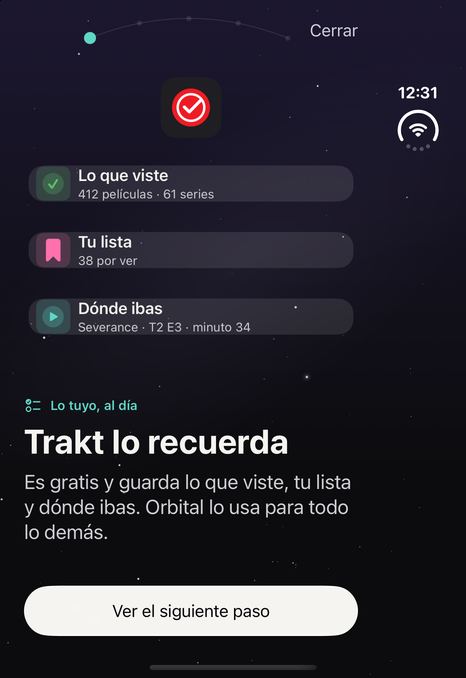 Cerrar
12:31
Lo que viste
412 películas · 61 series
Tu lista
38 por ver
Dónde ibas
Severance · T2 E3 · minuto 34
Lo tuyo, al día
Trakt lo recuerda
Es gratis y guarda lo que viste, tu lista
y dónde ibas. Orbital lo usa para todo
lo demás.
Ver el siguiente paso